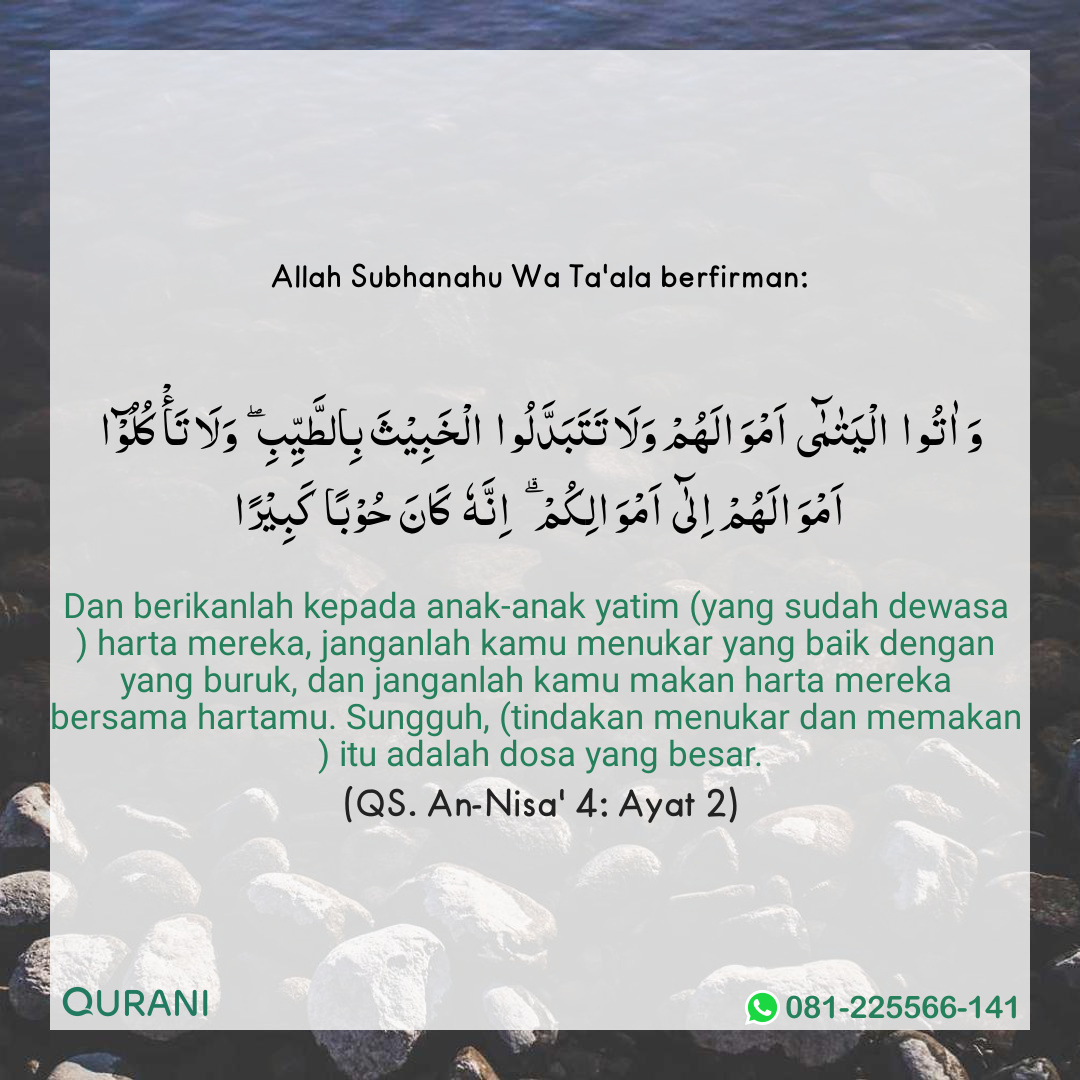 Allah Subhanahu Wa Ta'ala berfirman:
وَاٰتُوا الْيَتٰمٰٓى اَمْوَالَهُمْ وَلَا تَتَبَدَّلُوا الْخَبِيْثَ بِالطَّيِّبِ ۖ وَلَا تَأْكُلُوْۤا
اَمْوَالَهُمْ اِلٰۤى اَمْوَالِكُمْ ۗ اِنَّهٗ كَانَ حُوْبًا كَبِيْرًا
Dan berikanlah kepada anak-anak yatim (yang sudah dewasa
) harta mereka, janganlah kamu menukar yang baik dengan
yang buruk, dan janganlah kamu makan harta mereka
bersama hartamu. Sungguh, (tindakan menukar dan memakan
) itu adalah dosa yang besar.
(QS. An-Nisa' 4: Ayat 2)
QURANI
081-225566-141